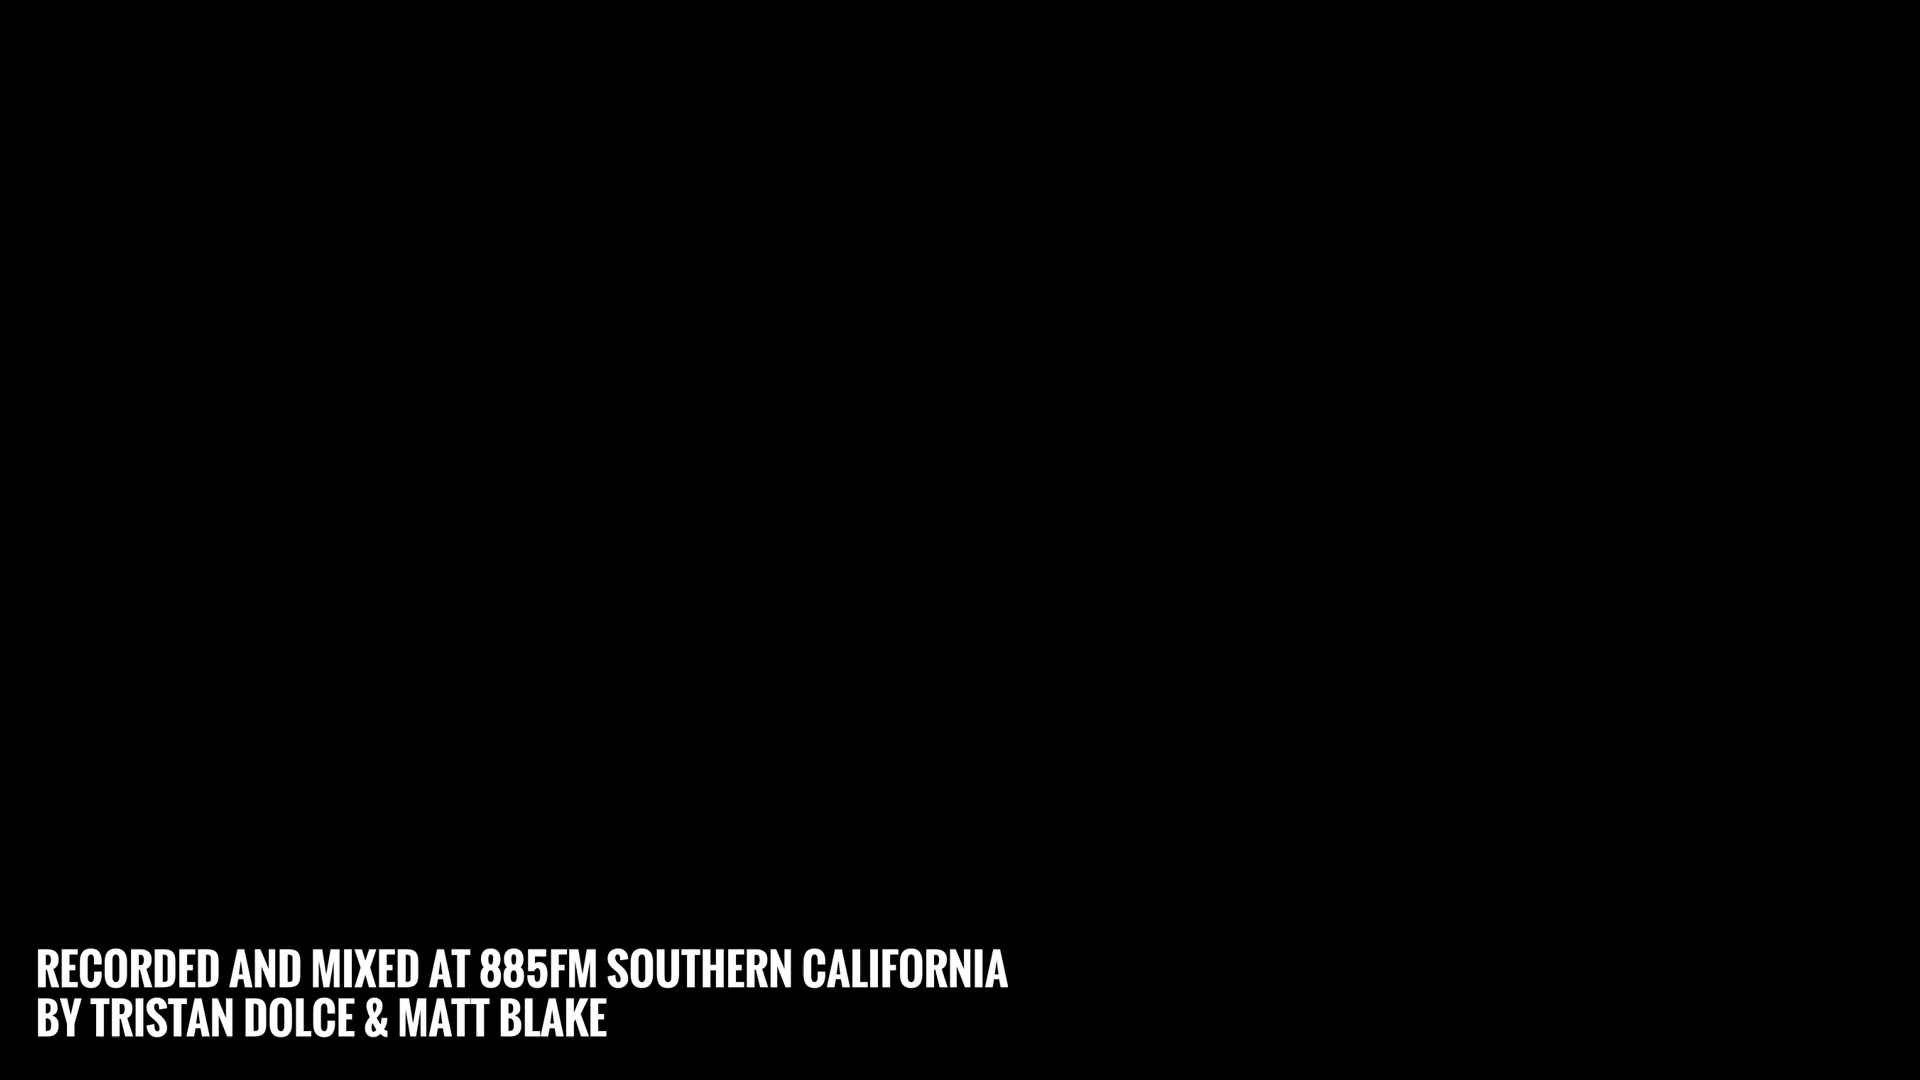 RECORDED AND MIXED AT 885FM SOUTHERN CALIFORNIA
BY TRISTAN DOLCE & MATT BLAKE